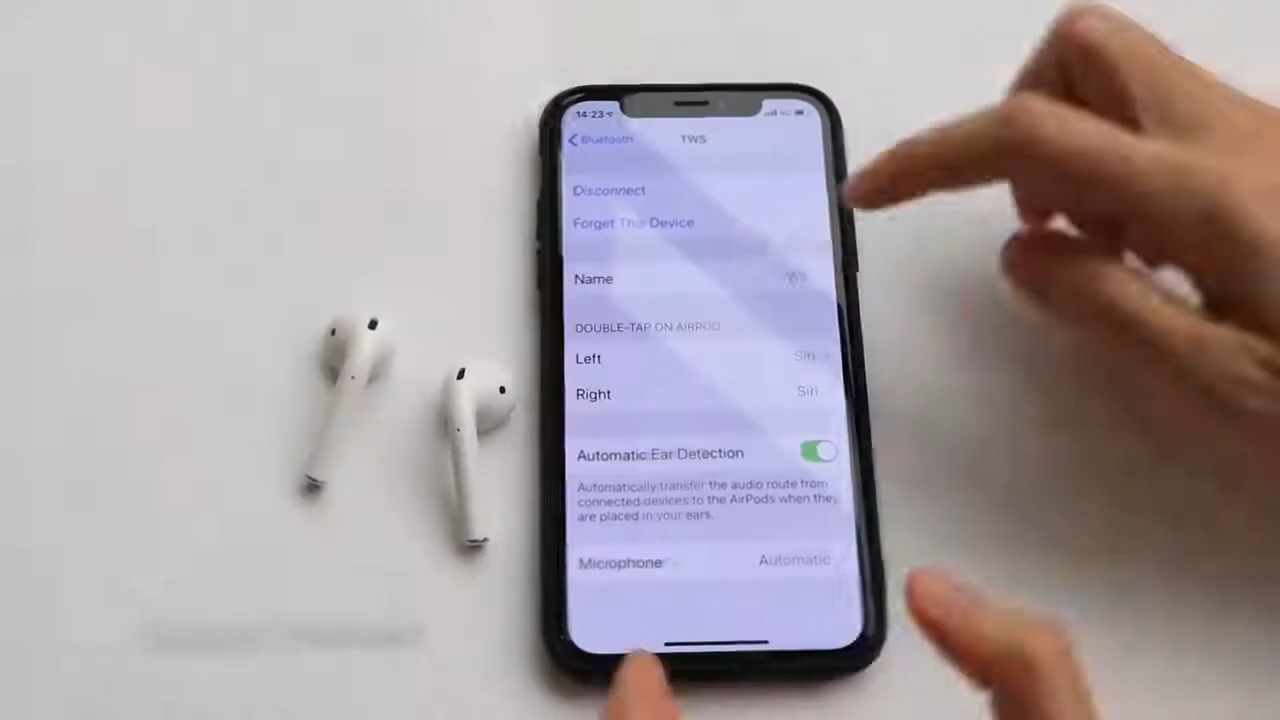 14:23
Bluetooth
TWS
Disconnect
Forget This Device
Name
DOUBLE-TAP ON AIRPOD
Left Siri
Right Siri
Automatic Ear Detection
Automatically transfer the audio route from
connected devices to the AirPods when they
are placed in your ears.
Microphone Automatic